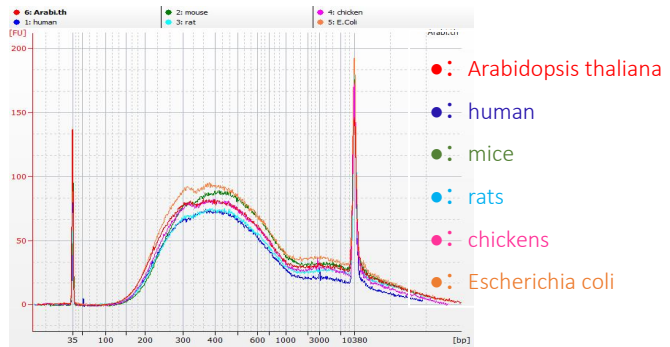 6: Arabi.th
2: mouse
4: chicken
1: human
3: rat
5: E.Coli
[FU]
Arabi.th
200
150
100
50
0
35 100 200 300 400 600 1000 3000 10380 [bp]
: Arabidopsis thaliana
: human
: mice
: rats
: chickens
: Escherichia coli